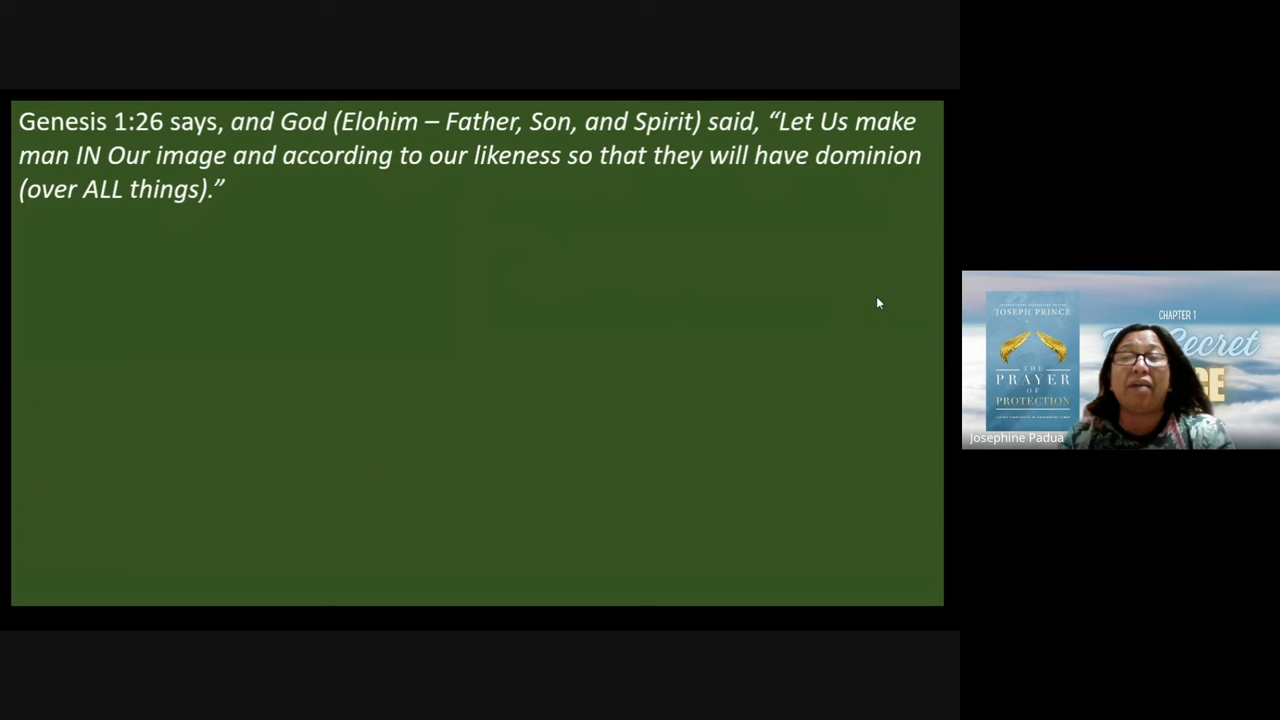 Genesis 1:26 says, and God (Elohim – Father, Son, and Spirit) said, “Let Us make
man IN Our image and according to our likeness so that they will have dominion
(over ALL things).”
JOSEPH PRINCE
THE
PRAYER
OF
PROTECTION
CHAPTER 1
Secret
Josephine Padua